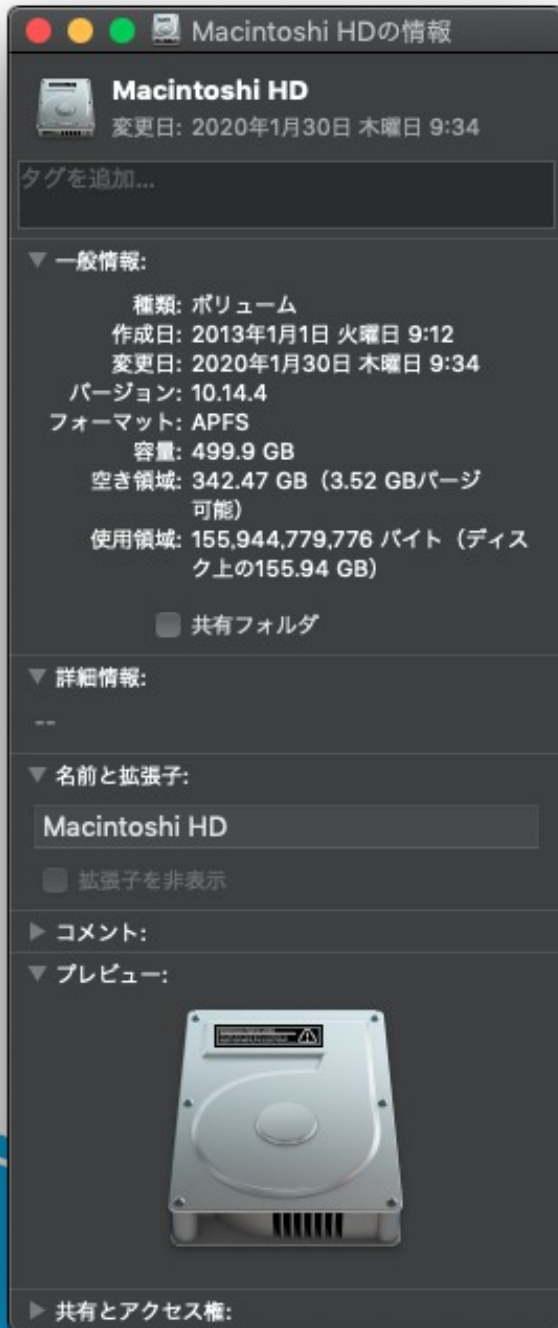 Macintoshi HDの情報
Macintoshi HD
変更日: 2020年1月30日 木曜日 9:34
タグを追加...
一般情報:
種類: ボリューム
作成日: 2013年1月1日 火曜日 9:12
変更日: 2020年1月30日 木曜日 9:34
バージョン: 10.14.4
フォーマット: APFS
容量: 499.9 GB
空き領域: 342.47 GB（3.52 GBパージ
可能）
使用領域: 155,944,779,776 バイト（ディス
ク上の155.94 GB）
共有フォルダ
詳細情報:
--
名前と拡張子:
Macintoshi HD
拡張子を非表示
コメント:
プレビュー:
共有とアクセス権: